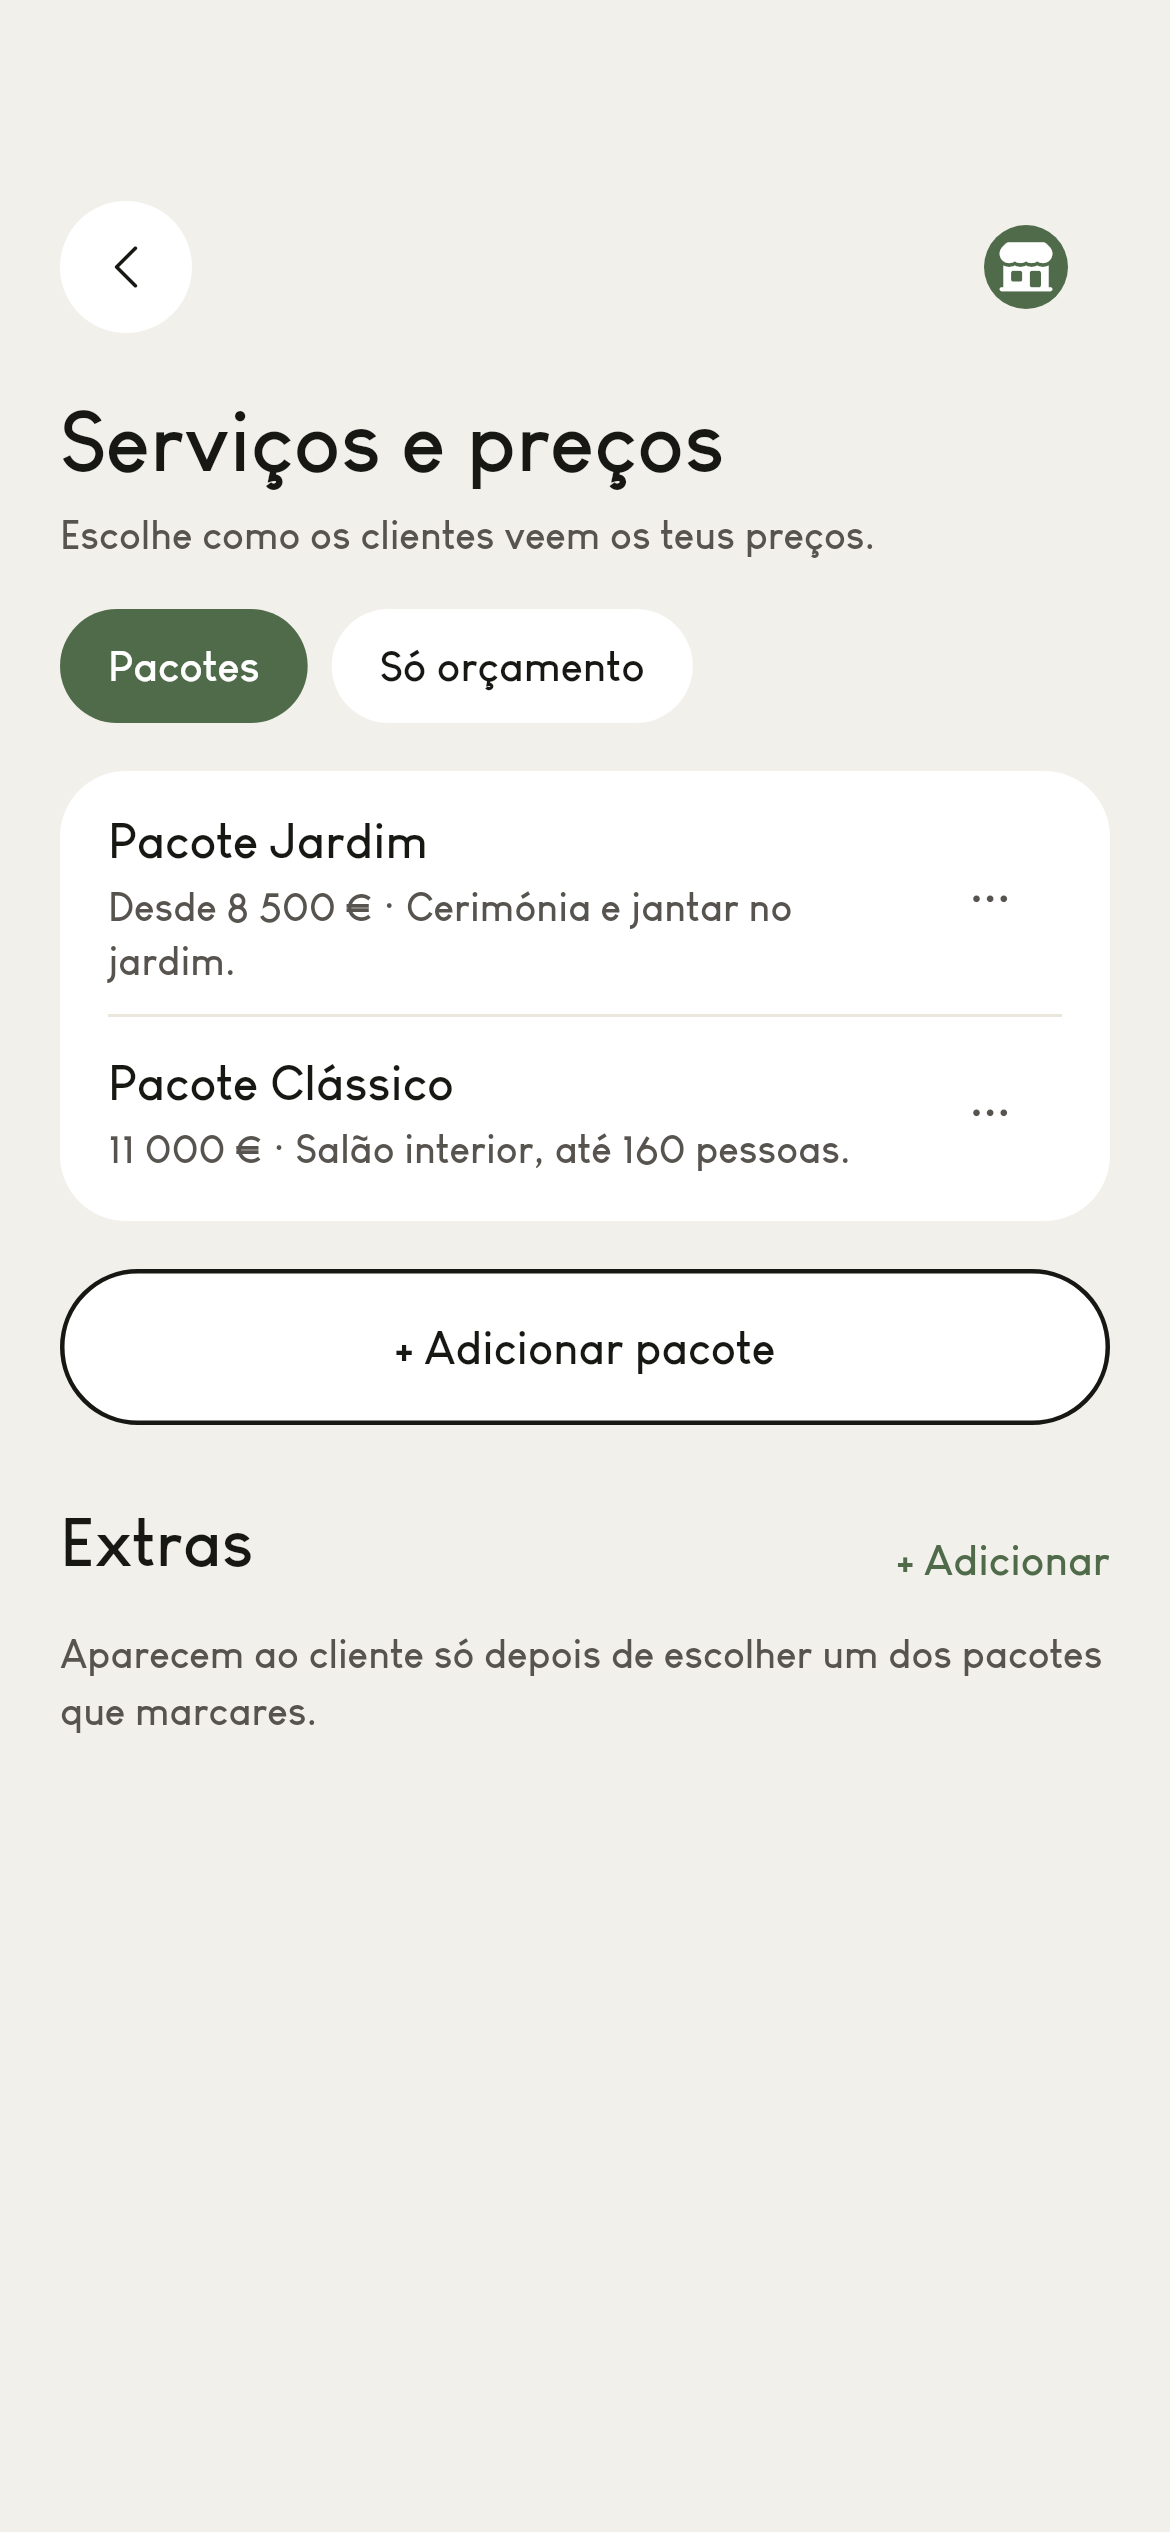 Serviços e preços
Escolhe como os clientes veem os teus preços.
Pacotes
Só orçamento
Pacote Jardim
Desde 8 500 € · Cerimónia e jantar no
jardim.
...
Pacote Clássico
11 000 € · Salão interior, até 160 pessoas.
...
+ Adicionar pacote
Extras
+ Adicionar
Aparecem ao cliente só depois de escolher um dos pacotes
que marcares.